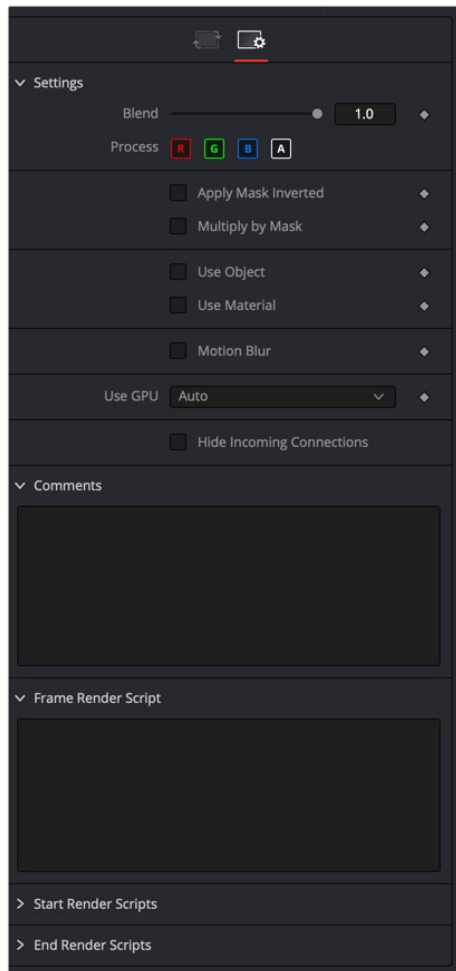 Settings
Blend 1.0
Process R G B A
Apply Mask Inverted
Multiply by Mask
Use Object
Use Material
Motion Blur
Use GPU Auto
Hide Incoming Connections
Comments
Frame Render Script
Start Render Scripts
End Render Scripts